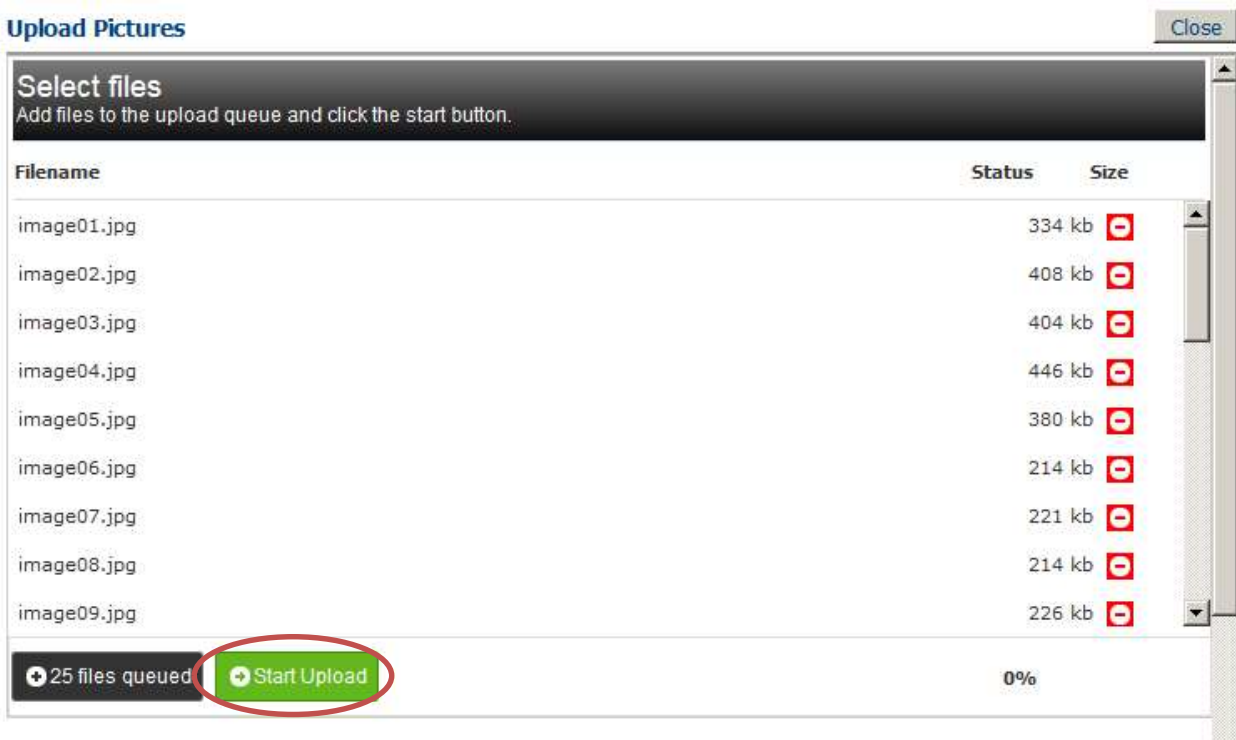 Upload Pictures Close
Select files
Add files to the upload queue and click the start button.
Filename Status Size
image01.jpg 334 kb
image02.jpg 408 kb
image03.jpg 404 kb
image04.jpg 446 kb
image05.jpg 380 kb
image06.jpg 214 kb
image07.jpg 221 kb
image08.jpg 214 kb
image09.jpg 226 kb
25 files queued Start Upload 0%